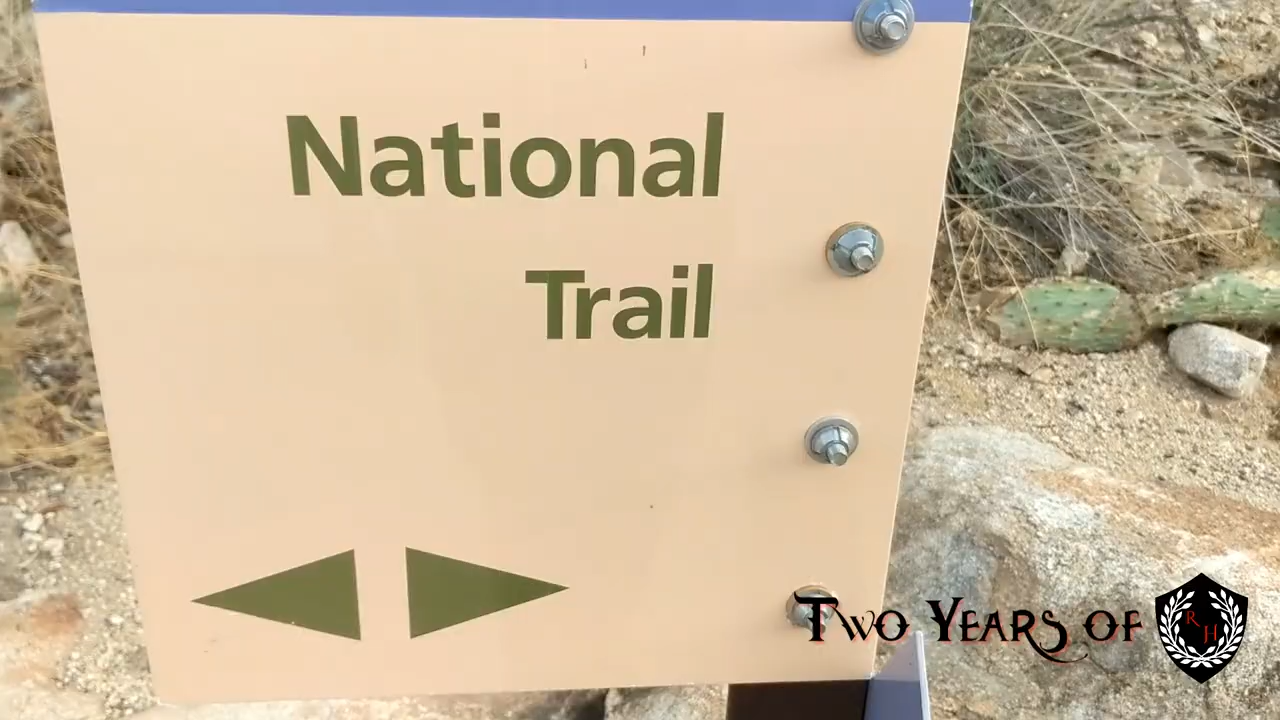 National
Trail
Two Years of
R
H